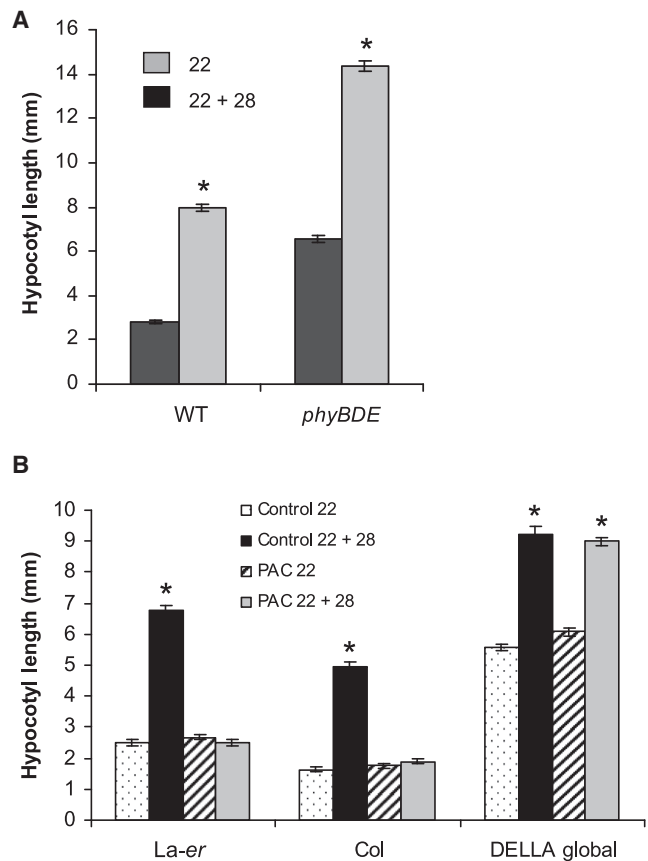 A
16
14
12
10
8
6
4
2
0
Hypocotyl length (mm)
22
22 + 28
*
*
WT
phyBDE
B
10
9
8
7
6
5
4
3
2
1
0
Hypocotyl length (mm)
Control 22
Control 22 + 28
PAC 22
PAC 22 + 28
*
*
*
*
La-er
Col
DELLA global